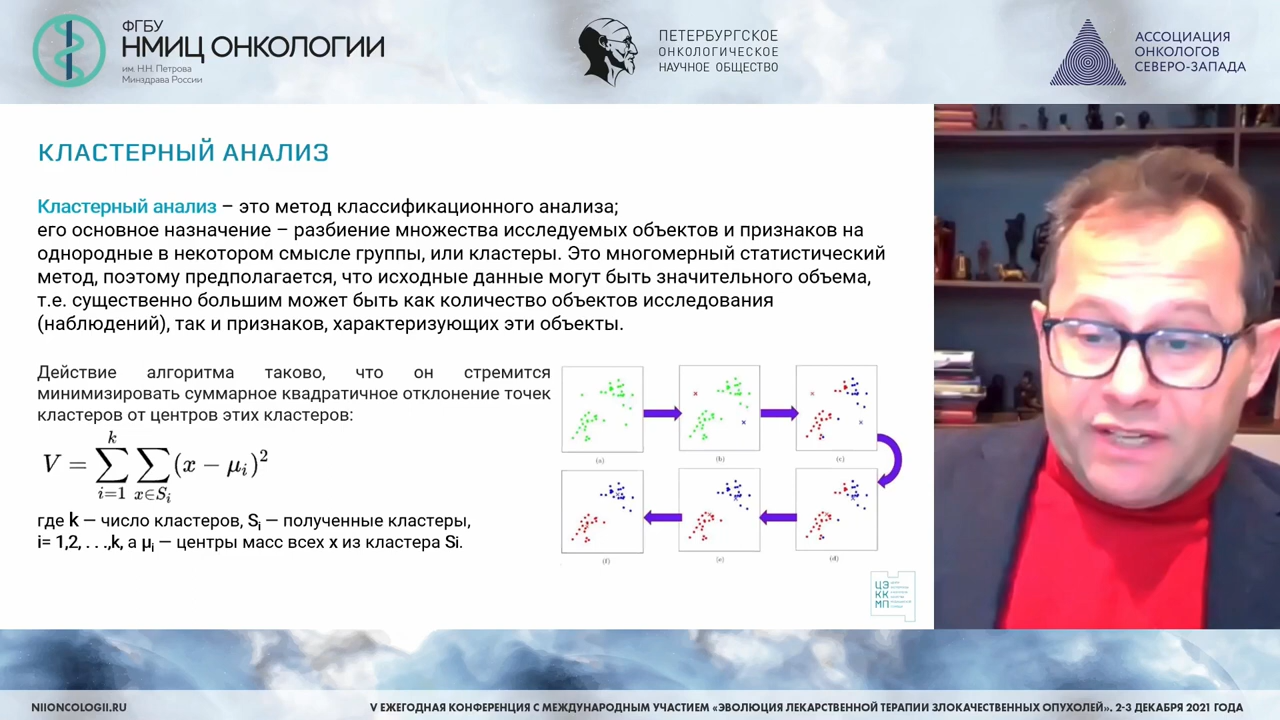 ФГБУ
НМИЦ ОНКОЛОГИИ
им. Н.Н. Петрова
Минздрава России
ПЕТЕРБУРГСКОЕ
ОНКОЛОГИЧЕСКОЕ
НАУЧНОЕ ОБЩЕСТВО
АССОЦИАЦИЯ
ОНКОЛОГОВ
СЕВЕРО-ЗАПАДА
КЛАСТЕРНЫЙ АНАЛИЗ
Кластерный анализ – это метод классификационного анализа;
его основное назначение – разбиение множества исследуемых объектов и признаков на
однородные в некотором смысле группы, или кластеры. Это многомерный статистический
метод, поэтому предполагается, что исходные данные могут быть значительного объема,
т.е. существенно большим может быть как количество объектов исследования
(наблюдений), так и признаков, характеризующих эти объекты.
Действие алгоритма таково, что он стремится
минимизировать суммарное квадратичное отклонение точек
кластеров от центров этих кластеров:
V = ∑_{i=1}^{k} ∑_{x∈S_i} (x − μ_i)^2
где k — число кластеров, S_i — полученные кластеры,
i= 1,2, . . .,k, а μ_i — центры масс всех x из кластера Si.
(a) (b) (c)
(f) (e) (d)
ЦЭ
КК
МП
NIIONCOLOGII.RU
V ЕЖЕГОДНАЯ КОНФЕРЕНЦИЯ С МЕЖДУНАРОДНЫМ УЧАСТИЕМ «ЭВОЛЮЦИЯ ЛЕКАРСТВЕННОЙ ТЕРАПИИ ЗЛОКАЧЕСТВЕННЫХ ОПУХОЛЕЙ». 2-3 ДЕКАБРЯ 2021 ГОДА